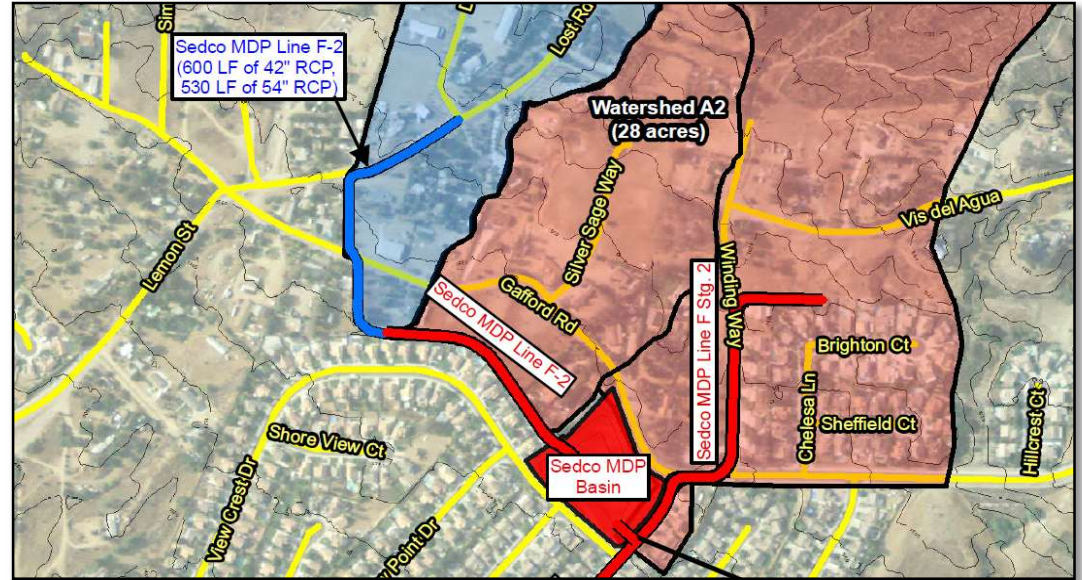 Sim
Sedco MDP Line F-2
(600 LF of 42" RCP,
530 LF of 54" RCP)
L
Lost Rd
Watershed A2
(28 acres)
Silver Sage Way
Vis del Agua
Lemon St
Gafford Rd
Winding Way
Sedco MDP Line F-2
Sedco MDP Line F Stg. 2
Brighton Ct
Chelesa Ln
Sheffield Ct
Hillcrest Ct
Shore View Ct
View Crest Dr
Sedco MDP
Basin
Point Dr